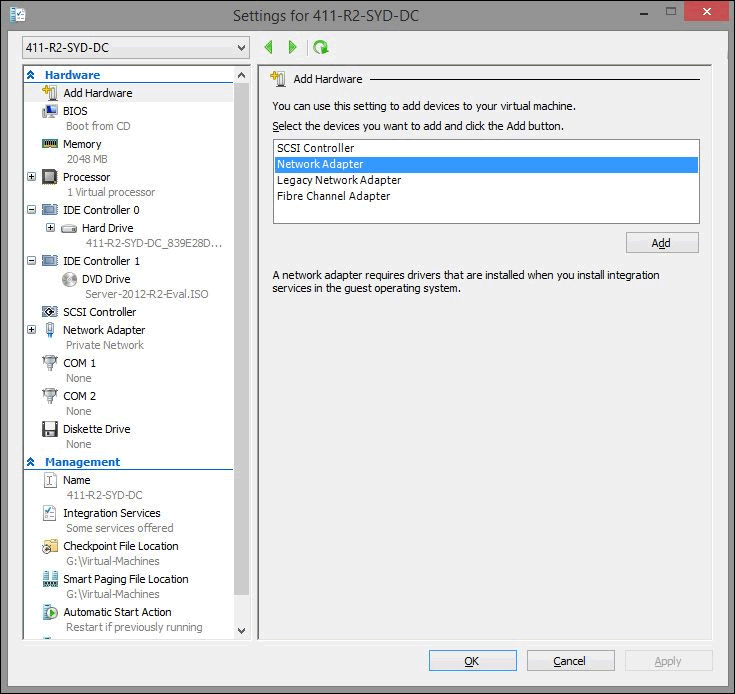 Settings for 411-R2-SYD-DC
411-R2-SYD-DC
Hardware
Add Hardware
BIOS
Boot from CD
Memory
2048 MB
Processor
1 Virtual processor
IDE Controller 0
Hard Drive
411-R2-SYD-DC_839E28D...
IDE Controller 1
DVD Drive
Server-2012-R2-Eval.ISO
SCSI Controller
Network Adapter
Private Network
COM 1
None
COM 2
None
Diskette Drive
None
Management
Name
411-R2-SYD-DC
Integration Services
Some services offered
Checkpoint File Location
G:\Virtual-Machines
Smart Paging File Location
G:\Virtual-Machines
Automatic Start Action
Restart if previously running
Add Hardware
You can use this setting to add devices to your virtual machine.
Select the devices you want to add and click the Add button.
SCSI Controller
Network Adapter
Legacy Network Adapter
Fibre Channel Adapter
Add
A network adapter requires drivers that are installed when you install integration
services in the guest operating system.
OK
Cancel
Apply